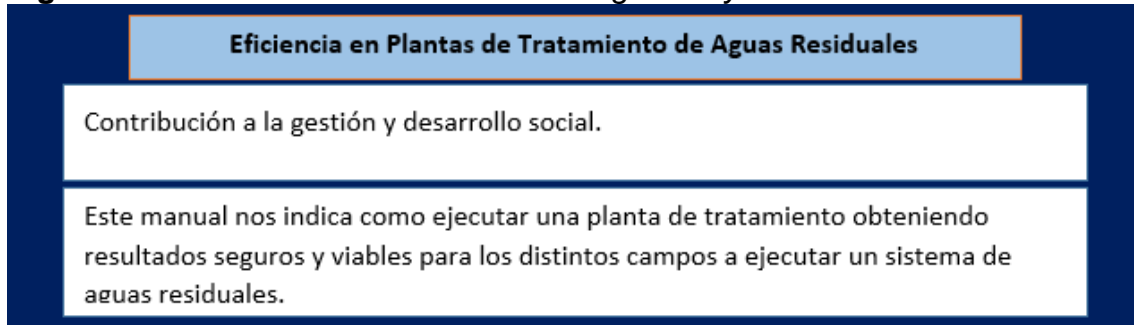 Eficiencia en Plantas de Tratamiento de Aguas Residuales
Contribución a la gestión y desarrollo social.
Este manual nos indica como ejecutar una planta de tratamiento obteniendo
resultados seguros y viables para los distintos campos a ejecutar un sistema de
aguas residuales.